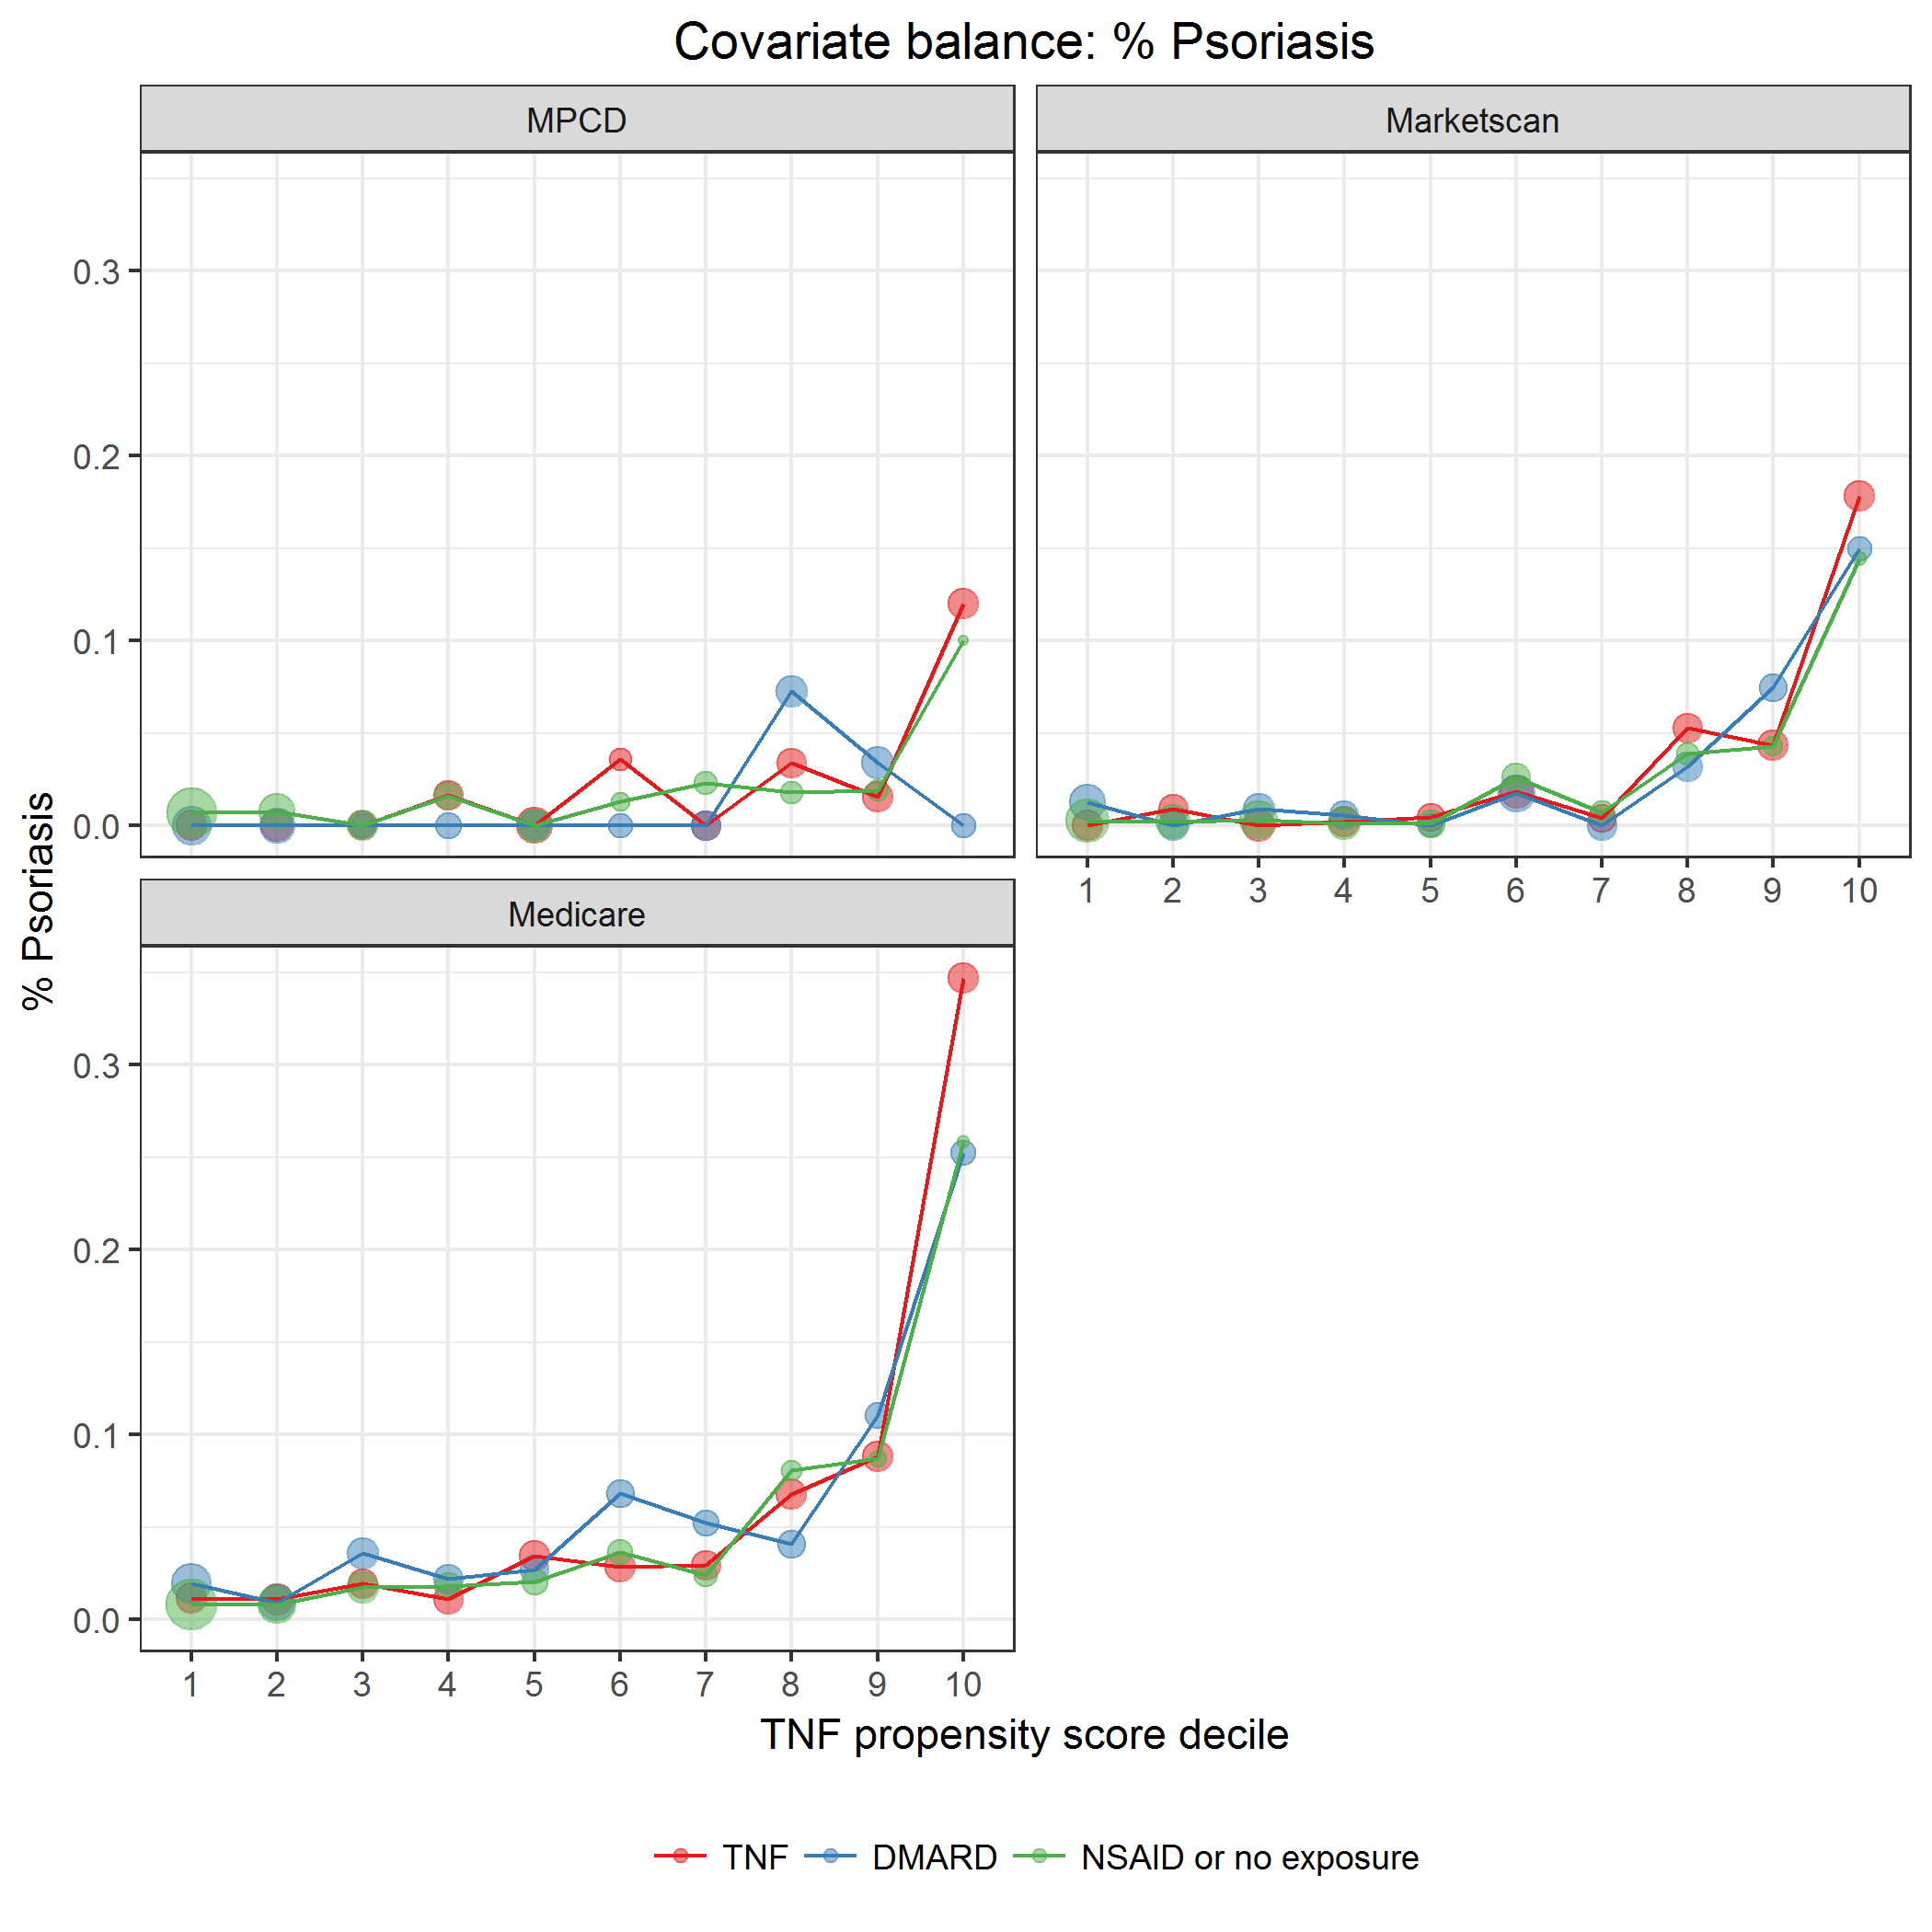 Covariate balance: % Psoriasis
MPCD
Marketscan
0.3
0.2
0.1
0.0
1 2 3 4 5 6 7 8 9 10
Medicare
% Psoriasis
0.3
0.2
0.1
0.0
1 2 3 4 5 6 7 8 9 10
TNF propensity score decile
TNF DMARD NSAID or no exposure